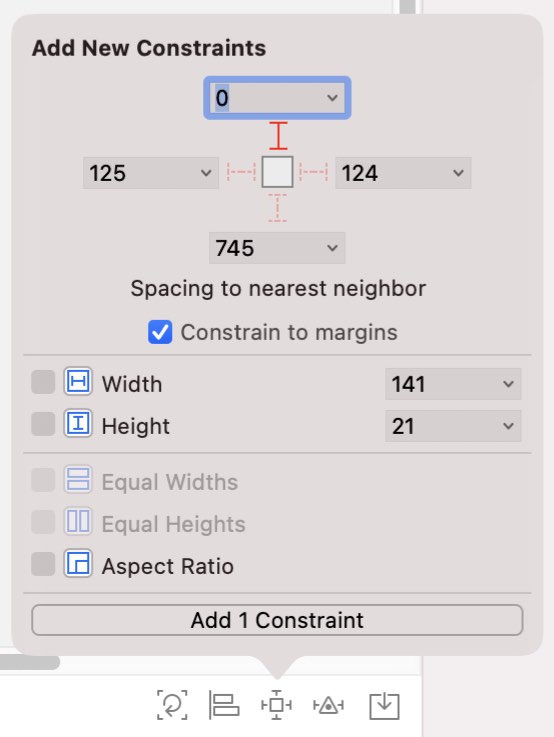 Add New Constraints
0
125
124
745
Spacing to nearest neighbor
Constrain to margins
Width
141
Height
21
Equal Widths
Equal Heights
Aspect Ratio
Add 1 Constraint